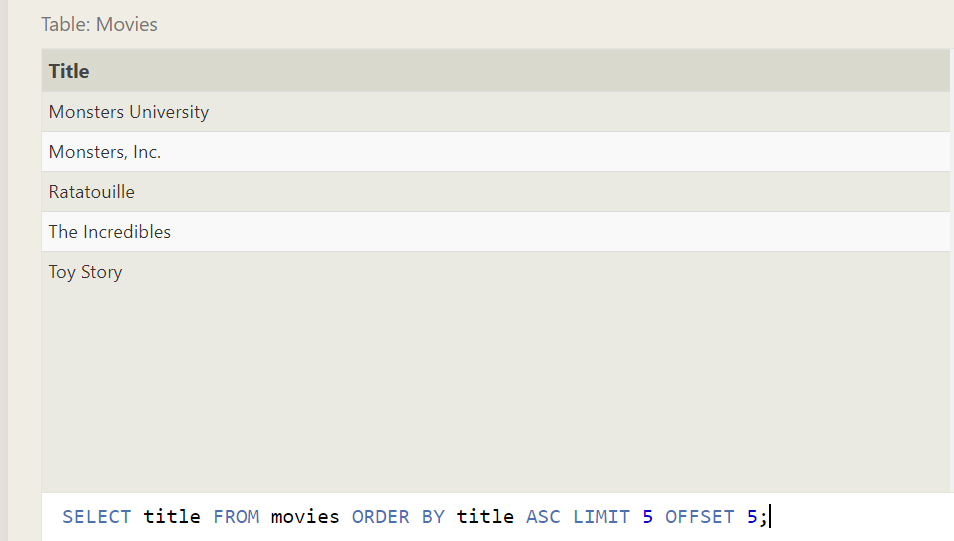 Table: Movies
Title
Monsters University
Monsters, Inc.
Ratatouille
The Incredibles
Toy Story
SELECT title FROM movies ORDER BY title ASC LIMIT 5 OFFSET 5;